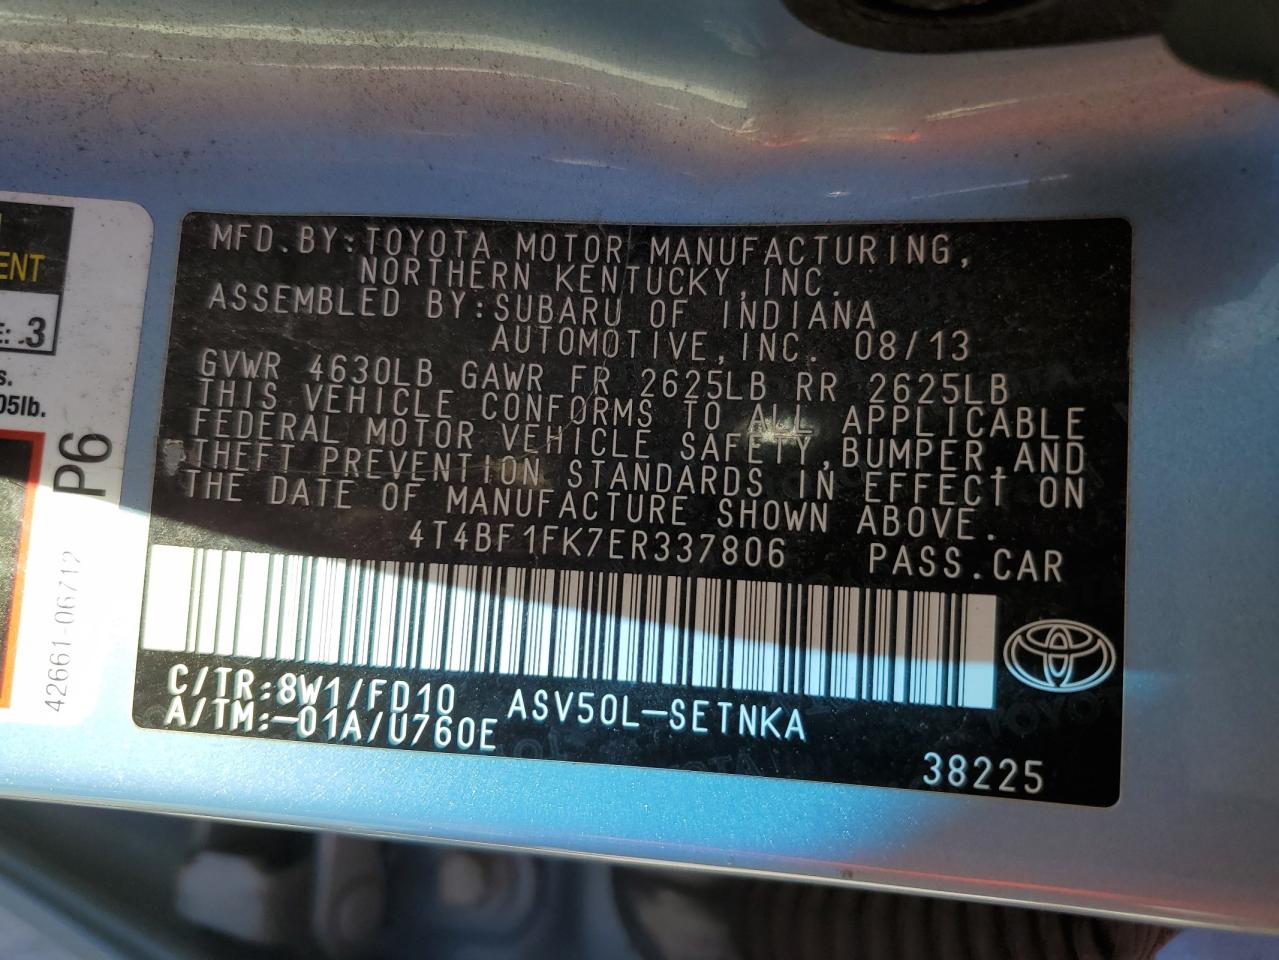 ENT
E: .3
s.
05lb.
P6
42661-06712
MFD.BY:TOYOTA MOTOR MANUFACTURING,
NORTHERN KENTUCKY,INC.
ASSEMBLED BY:SUBARU OF INDIANA
AUTOMOTIVE,INC. 08/13
GVWR 4630LB GAWR FR 2625LB RR 2625LB
THIS VEHICLE CONFORMS TO ALL APPLICABLE
FEDERAL MOTOR VEHICLE SAFETY,BUMPER,AND
THEFT PREVENTION STANDARDS IN EFFECT ON
THE DATE OF MANUFACTURE SHOWN ABOVE.
4T4BF1FK7ER337806 PASS.CAR
C/TR:8W1/FD10 ASV50L-SETNKA
A/TM:-01A/U760E
38225